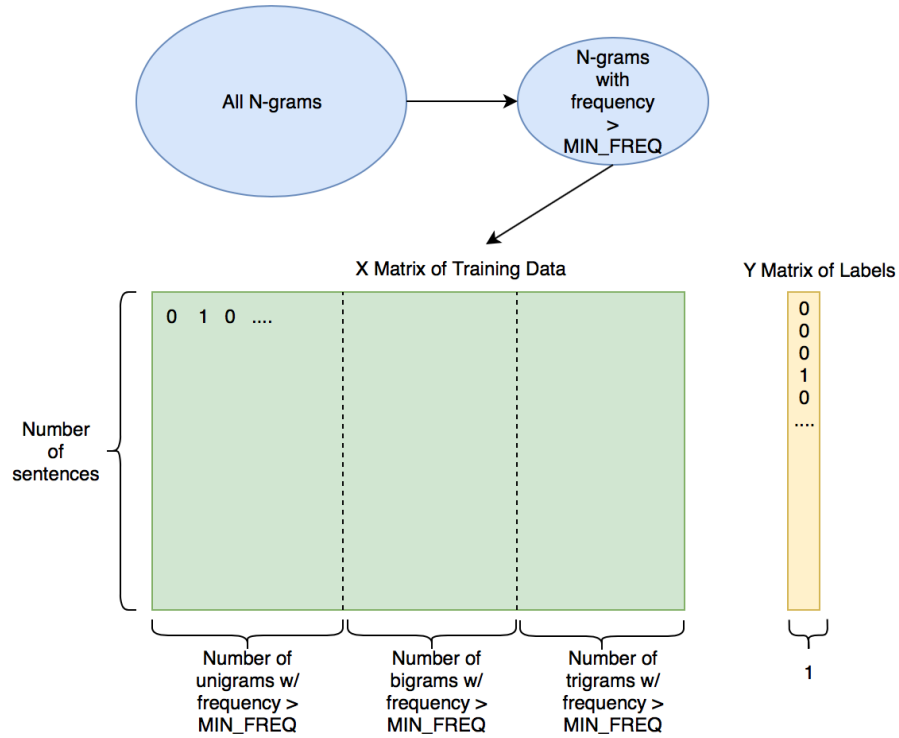 All N-grams
N-grams
with
frequency
>
MIN_FREQ
X Matrix of Training Data
Y Matrix of Labels
0 1 0 ....
0
0
0
1
0
....
Number
of
sentences
Number of
unigrams w/
frequency >
MIN_FREQ
Number of
bigrams w/
frequency >
MIN_FREQ
Number of
trigrams w/
frequency >
MIN_FREQ
1